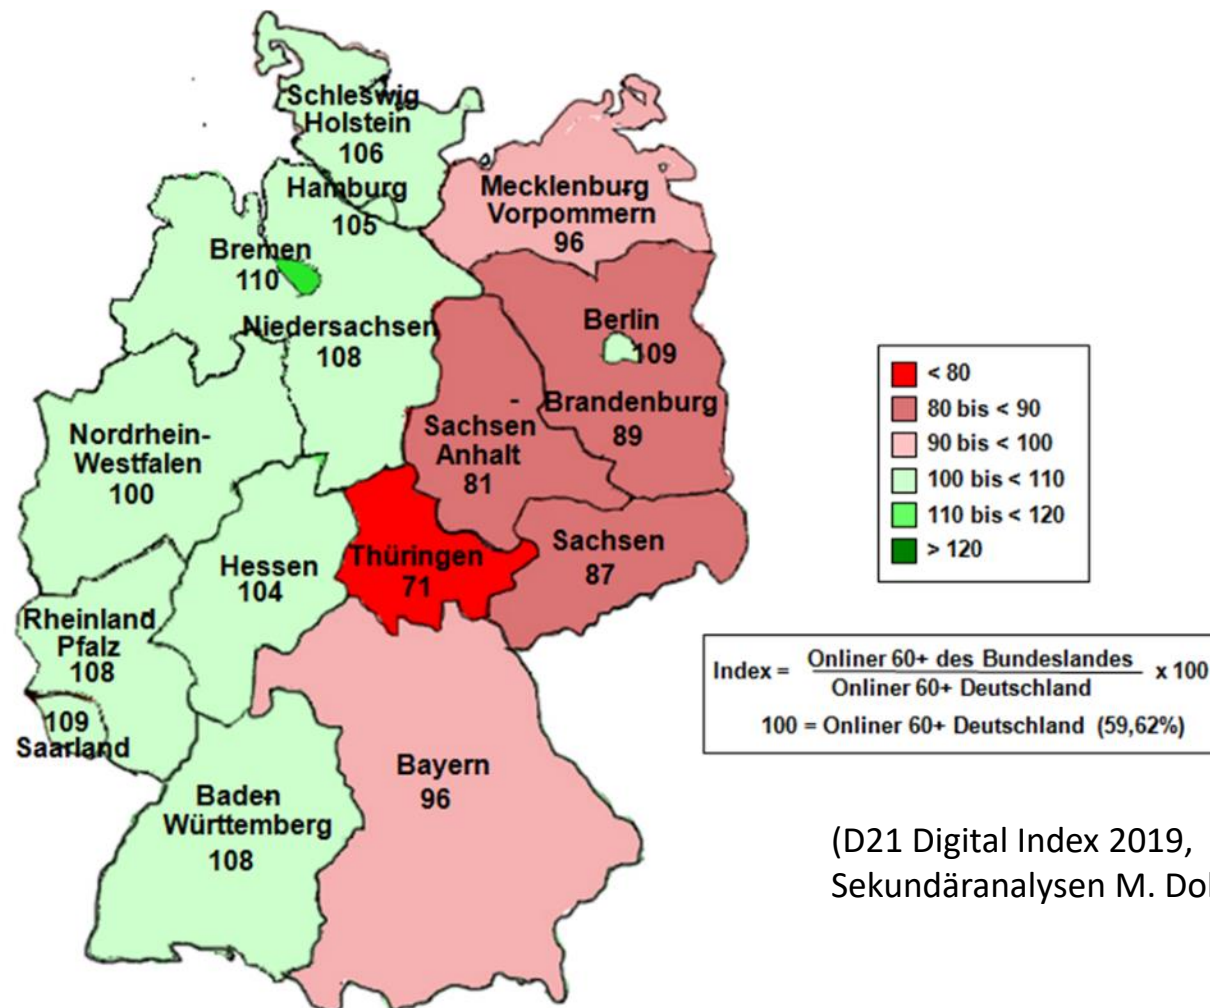 Schleswig
Holstein
106
Hamburg
105
Mecklenburg
Vorpommern
96
Bremen
110
Niedersachsen
108
Berlin
109
Brandenburg
89
Sachsen
Anhalt
81
Nordrhein-
Westfalen
100
Hessen
104
Thüringen
71
Sachsen
87
Rheinland
Pfalz
108
109
Saarland
Baden
Württemberg
108
Bayern
96
< 80
80 bis < 90
90 bis < 100
100 bis < 110
110 bis < 120
> 120
Index = Onliner 60+ des Bundeslandes x 100
Onliner 60+ Deutschland
100 = Onliner 60+ Deutschland (59,62%)
(D21 Digital Index 2019,
Sekundäranalysen M.